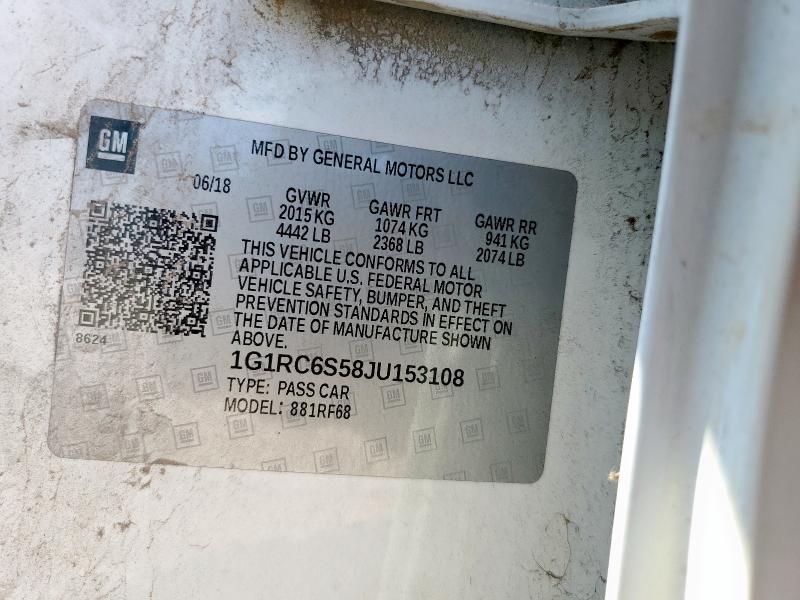 GM
MFD BY GENERAL MOTORS LLC
06/18
GVWR GAWR FRT GAWR RR
2015 KG 1074 KG 941 KG
4442 LB 2368 LB 2074 LB
THIS VEHICLE CONFORMS TO ALL
APPLICABLE U.S. FEDERAL MOTOR
VEHICLE SAFETY, BUMPER, AND THEFT
PREVENTION STANDARDS IN EFFECT ON
THE DATE OF MANUFACTURE SHOWN
ABOVE.
8624
1G1RC6S58JU153108
TYPE: PASS CAR
MODEL: 881RF68